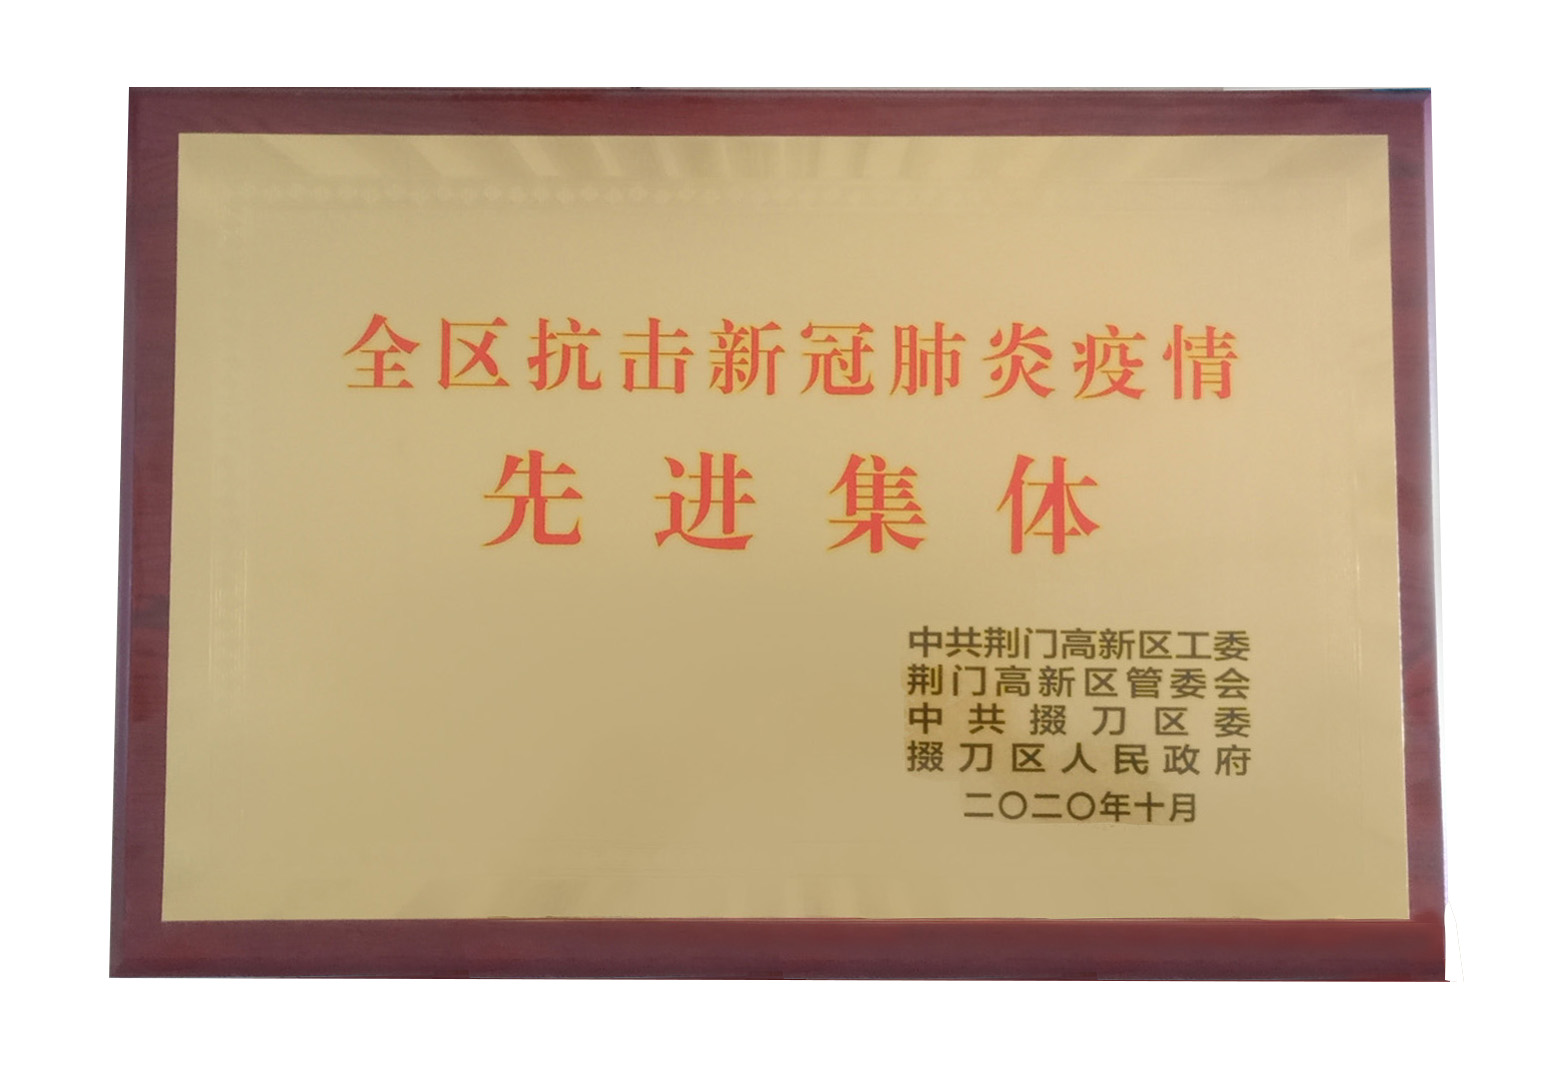 全区抗击新冠肺炎疫情
先进集体
中共荆门高新区工委
荆门高新区管委会
中共掇刀区委
掇刀区人民政府
二〇二〇年十月